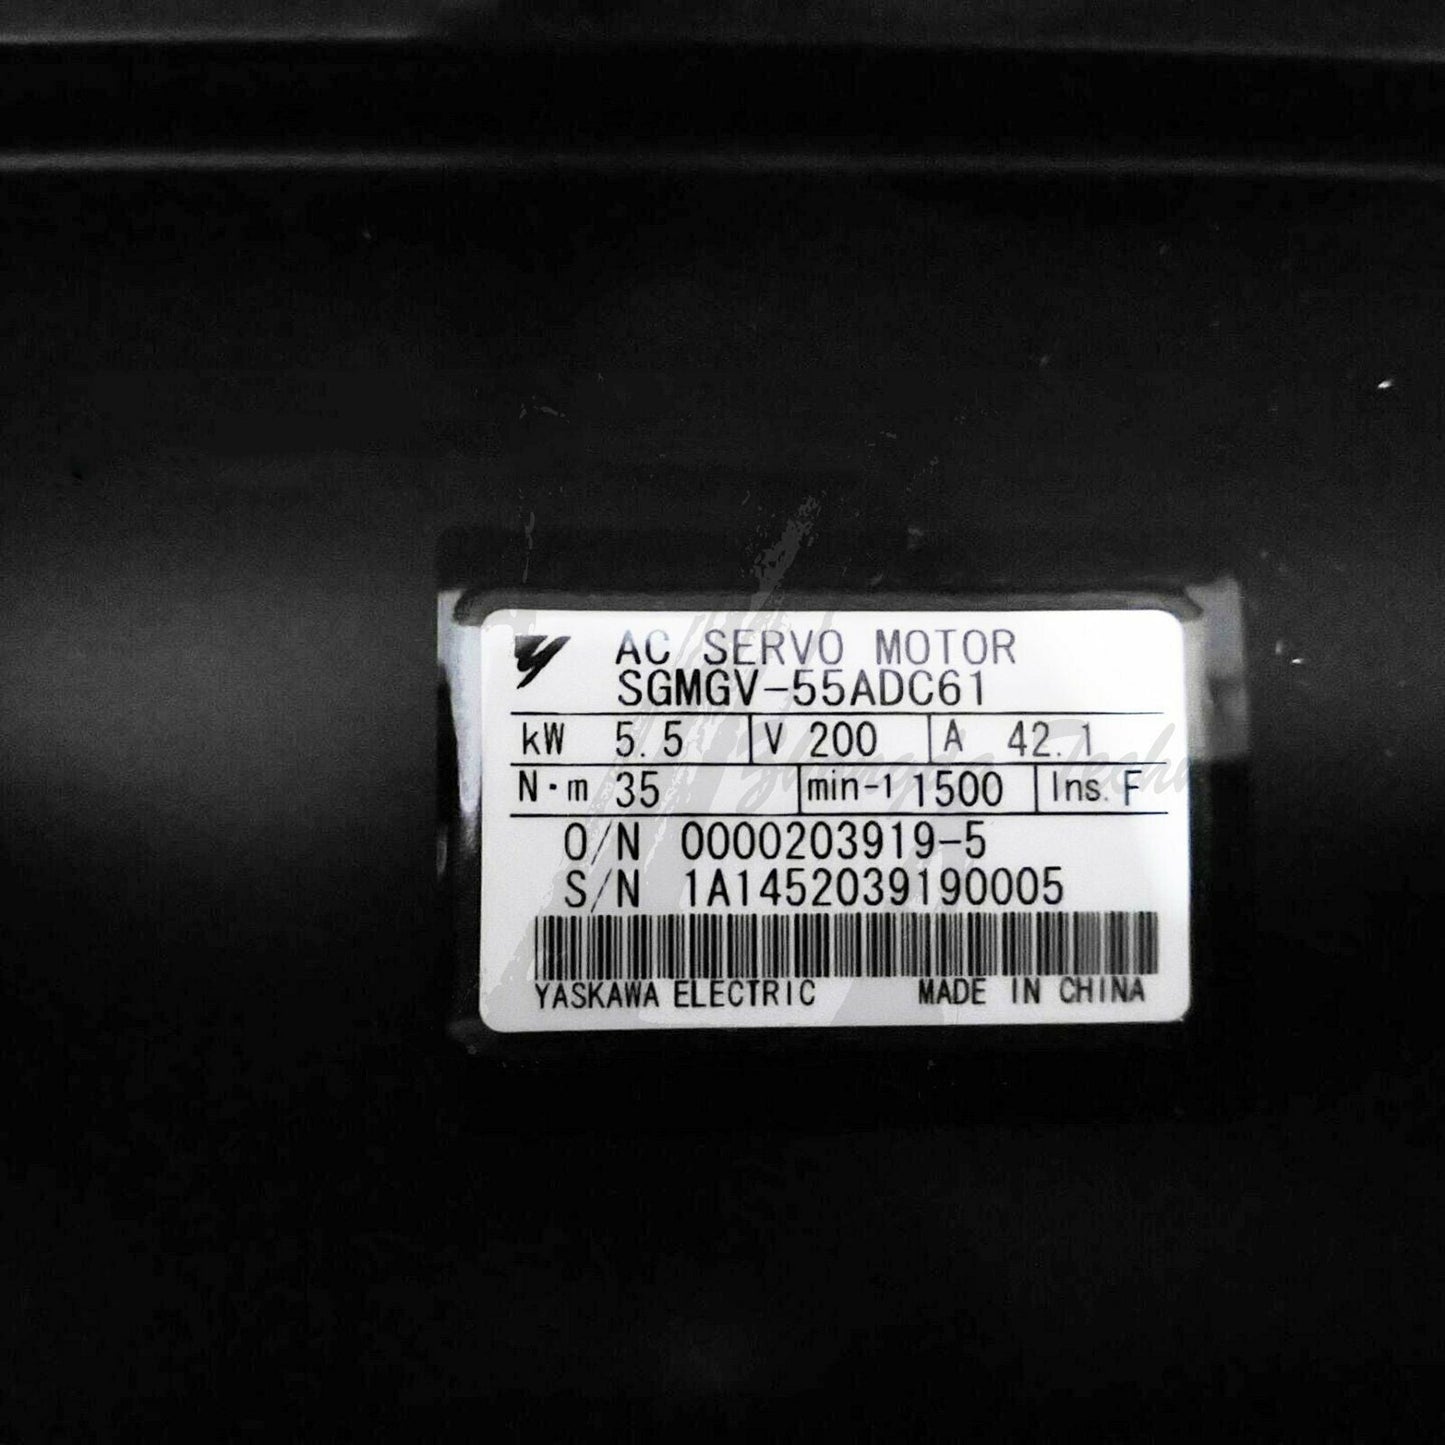 AC SERVO MOTOR
SGMGV-55ADC61
kW 5.5 V 200 A 42.1
N·m 35 min-1 1500 Ins. F
O/N 0000203919-5
S/N 1A1452039190005
YASKAWA ELECTRIC MADE IN CHINA